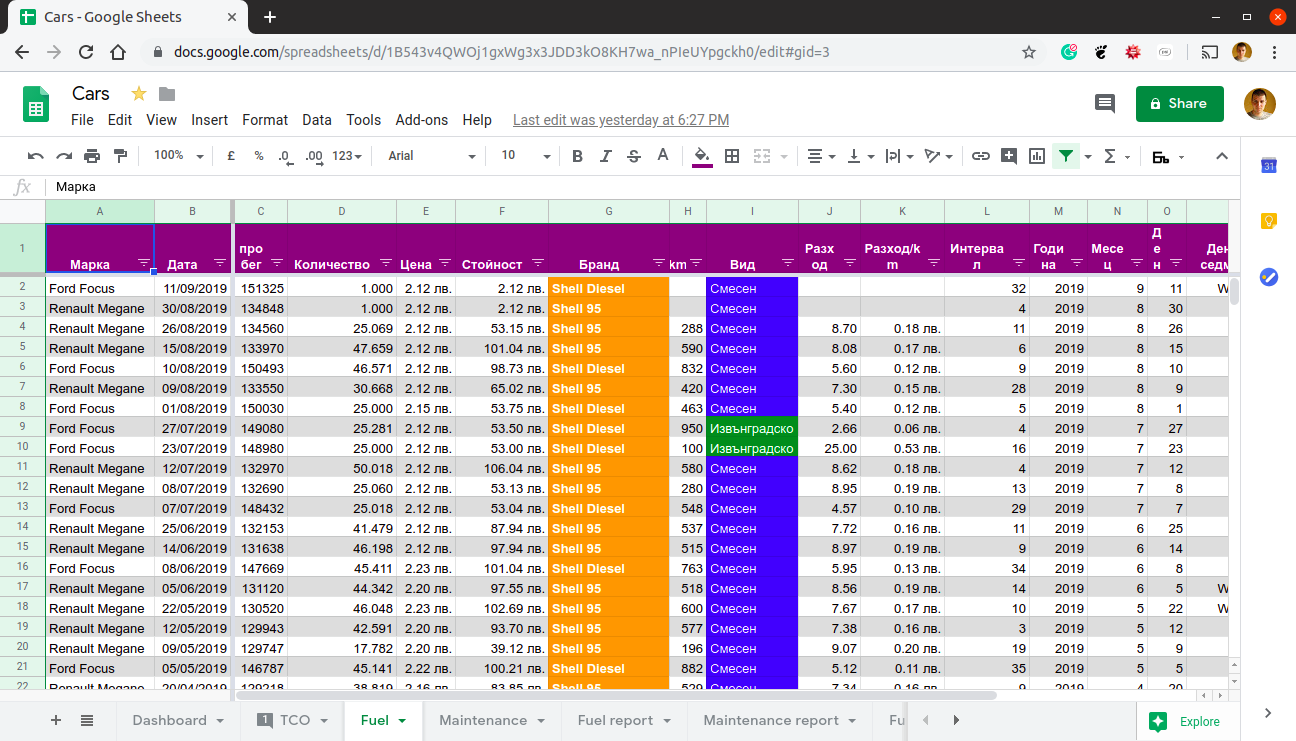 Cars - Google Sheets
docs.google.com/spreadsheets/d/1B543v4QWOj1gxWg3x3JDD3kO8KH7wa_nPIeUYpgckh0/edit#gid=3
Cars
File Edit View Insert Format Data Tools Add-ons Help Last edit was yesterday at 6:27 PM
Share
100% £ % .0 .00 123 Arial 10 B I S A Σ Бъ
31
fx Марка
A B C D E F G H I J K L M N O
1 Марка Дата пробег Количество Цена Стойност Бранд km Вид Разход Разход/km Интервал Година Месец Ден Ден седм
2 Ford Focus 11/09/2019 151325 1.000 2.12 лв. 2.12 лв. Shell Diesel Смесен 32 2019 9 11 W
3 Renault Megane 30/08/2019 134848 1.000 2.12 лв. 2.12 лв. Shell 95 Смесен 4 2019 8 30
4 Renault Megane 26/08/2019 134560 25.069 2.12 лв. 53.15 лв. Shell 95 288 Смесен 8.70 0.18 лв. 11 2019 8 26
5 Renault Megane 15/08/2019 133970 47.659 2.12 лв. 101.04 лв. Shell 95 590 Смесен 8.08 0.17 лв. 6 2019 8 15
6 Ford Focus 10/08/2019 150493 46.571 2.12 лв. 98.73 лв. Shell Diesel 832 Смесен 5.60 0.12 лв. 9 2019 8 10
7 Renault Megane 09/08/2019 133550 30.668 2.12 лв. 65.02 лв. Shell 95 420 Смесен 7.30 0.15 лв. 28 2019 8 9
8 Ford Focus 01/08/2019 150030 25.000 2.15 лв. 53.75 лв. Shell Diesel 463 Смесен 5.40 0.12 лв. 5 2019 8 1
9 Ford Focus 27/07/2019 149080 25.281 2.12 лв. 53.50 лв. Shell Diesel 950 Извънградско 2.66 0.06 лв. 4 2019 7 27
10 Ford Focus 23/07/2019 148980 25.000 2.12 лв. 53.00 лв. Shell Diesel 100 Извънградско 25.00 0.53 лв. 16 2019 7 23
11 Renault Megane 12/07/2019 132970 50.018 2.12 лв. 106.04 лв. Shell 95 580 Смесен 8.62 0.18 лв. 4 2019 7 12
12 Renault Megane 08/07/2019 132690 25.060 2.12 лв. 53.13 лв. Shell 95 280 Смесен 8.95 0.19 лв. 13 2019 7 8
13 Ford Focus 07/07/2019 148432 25.018 2.12 лв. 53.04 лв. Shell Diesel 548 Смесен 4.57 0.10 лв. 29 2019 7 7
14 Renault Megane 25/06/2019 132153 41.479 2.12 лв. 87.94 лв. Shell 95 537 Смесен 7.72 0.16 лв. 11 2019 6 25
15 Renault Megane 14/06/2019 131638 46.198 2.12 лв. 97.94 лв. Shell 95 515 Смесен 8.97 0.19 лв. 9 2019 6 14
16 Ford Focus 08/06/2019 147669 45.411 2.23 лв. 101.04 лв. Shell Diesel 763 Смесен 5.95 0.13 лв. 34 2019 6 8
17 Renault Megane 05/06/2019 131120 44.342 2.20 лв. 97.55 лв. Shell 95 518 Смесен 8.56 0.19 лв. 14 2019 6 5 W
18 Renault Megane 22/05/2019 130520 46.048 2.23 лв. 102.69 лв. Shell 95 600 Смесен 7.67 0.17 лв. 10 2019 5 22 W
19 Renault Megane 12/05/2019 129943 42.591 2.20 лв. 93.70 лв. Shell 95 577 Смесен 7.38 0.16 лв. 3 2019 5 12
20 Renault Megane 09/05/2019 129747 17.782 2.20 лв. 39.12 лв. Shell 95 196 Смесен 9.07 0.20 лв. 19 2019 5 9
21 Ford Focus 05/05/2019 146787 45.141 2.22 лв. 100.21 лв. Shell Diesel 882 Смесен 5.12 0.11 лв. 35 2019 5 5
22 Renault Megane 20/04/2019 129218 38.819 2.16 лв. 83.85 лв. Shell 95 529 Смесен 7.34 0.16 лв. 9 2019 4 20
Dashboard 1 TCO Fuel Maintenance Fuel report Maintenance report Fu Explore